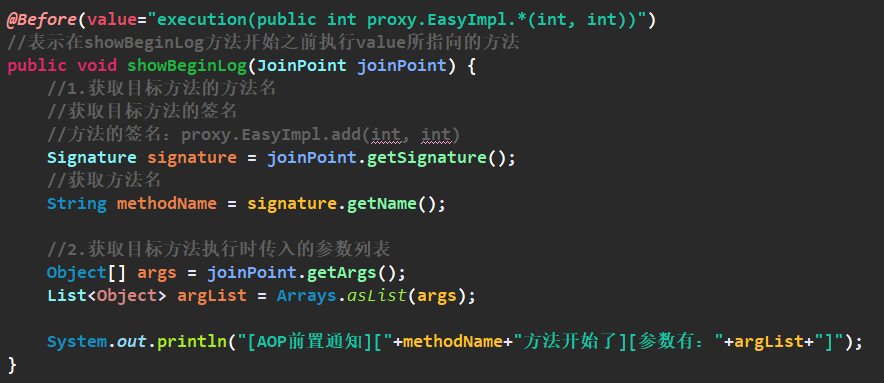 @Before(value="execution(public int proxy.EasyImpl.*(int, int))")
//表示在showBeginLog方法开始之前执行value所指向的方法
public void showBeginLog(JoinPoint joinPoint) {
    //1.获取目标方法的方法名
    //获取目标方法的签名
    //方法的签名：proxy.EasyImpl.add(int, int)
    Signature signature = joinPoint.getSignature();
    //获取方法名
    String methodName = signature.getName();

    //2.获取目标方法执行时传入的参数列表
    Object[] args = joinPoint.getArgs();
    List<Object> argList = Arrays.asList(args);

    System.out.println("[AOP前置通知]["+methodName+"方法开始了][参数有："+argList+"]");
}